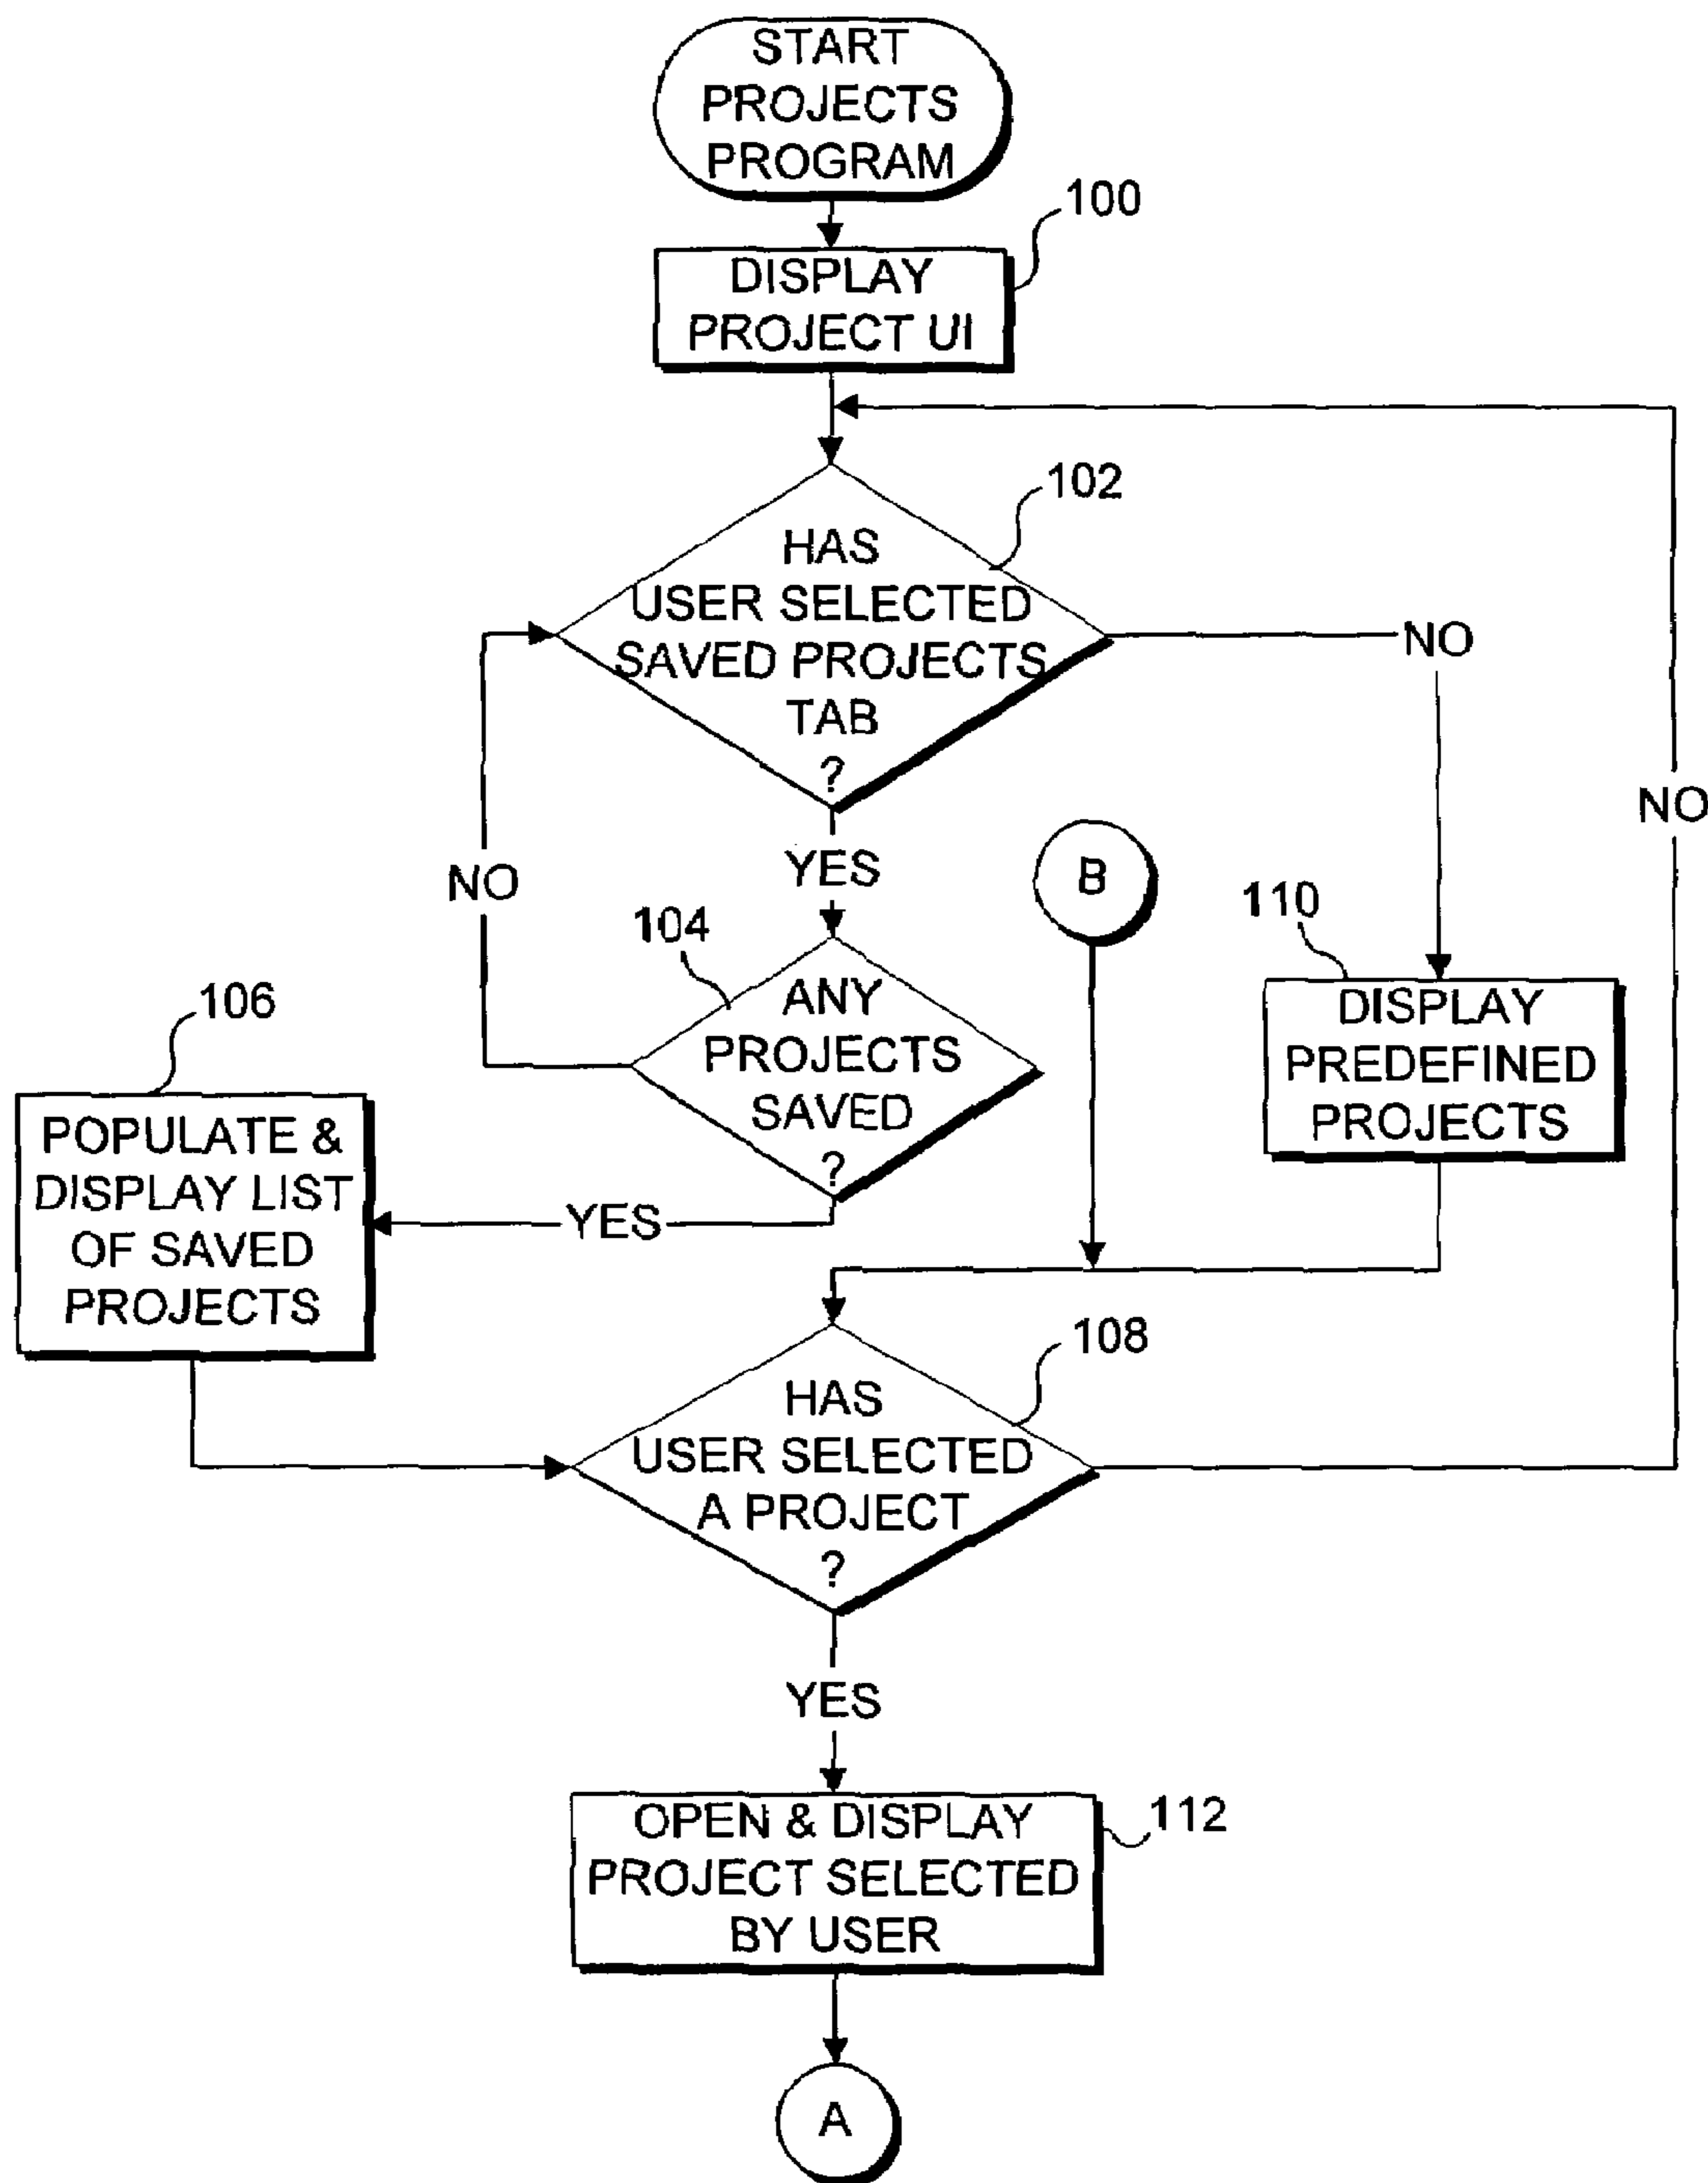 START
PROJECTS
PROGRAM
100
DISPLAY
PROJECT UI
102
HAS
USER SELECTED
SAVED PROJECTS
TAB
?
NO
NO
YES
NO
B
104
ANY
PROJECTS
SAVED
?
110
DISPLAY
PREDEFINED
PROJECTS
106
POPULATE &
DISPLAY LIST
OF SAVED
PROJECTS
YES
108
HAS
USER SELECTED
A PROJECT
?
YES
112
OPEN & DISPLAY
PROJECT SELECTED
BY USER
A